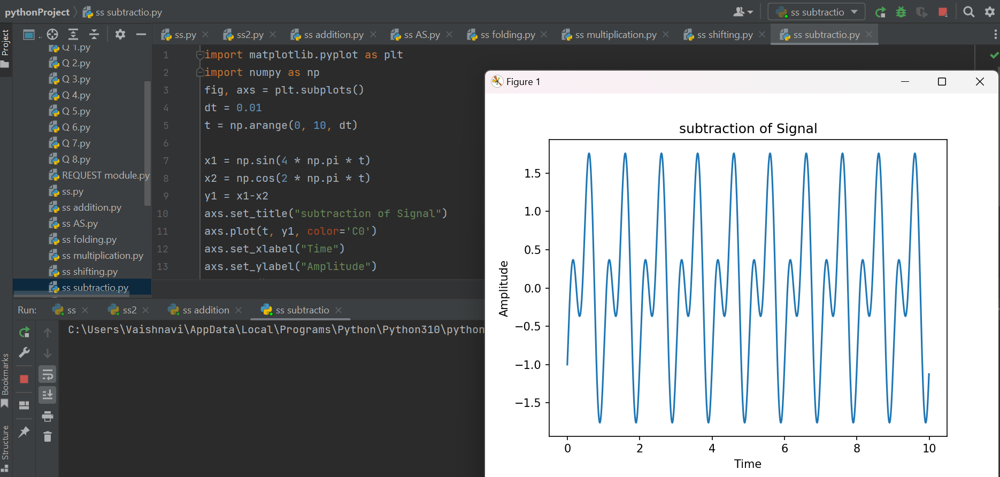 pythonProject ss subtractio.py
ss subtractio
Project
ss.py ss2.py ss addition.py ss AS.py ss folding.py ss multiplication.py ss shifting.py ss subtractio.py
Q 1.py
Q 2.py
Q 3.py
Q 4.py
Q 5.py
Q 6.py
Q 7.py
Q 8.py
REQUEST module.py
ss.py
ss addition.py
ss AS.py
ss folding.py
ss multiplication.py
ss shifting.py
ss subtractio.py
1 import matplotlib.pyplot as plt
2 import numpy as np
3 fig, axs = plt.subplots()
4 dt = 0.01
5 t = np.arange(0, 10, dt)
6
7 x1 = np.sin(4 * np.pi * t)
8 x2 = np.cos(2 * np.pi * t)
9 y1 = x1-x2
10 axs.set_title("subtraction of Signal")
11 axs.plot(t, y1, color='C0')
12 axs.set_xlabel("Time")
13 axs.set_ylabel("Amplitude")
Run: ss ss2 ss addition ss subtractio
C:\Users\Vaishnavi\AppData\Local\Programs\Python\Python310\python
Bookmarks
Structure
Figure 1
subtraction of Signal
1.5
1.0
0.5
0.0
−0.5
−1.0
−1.5
Amplitude
0 2 4 6 8 10
Time